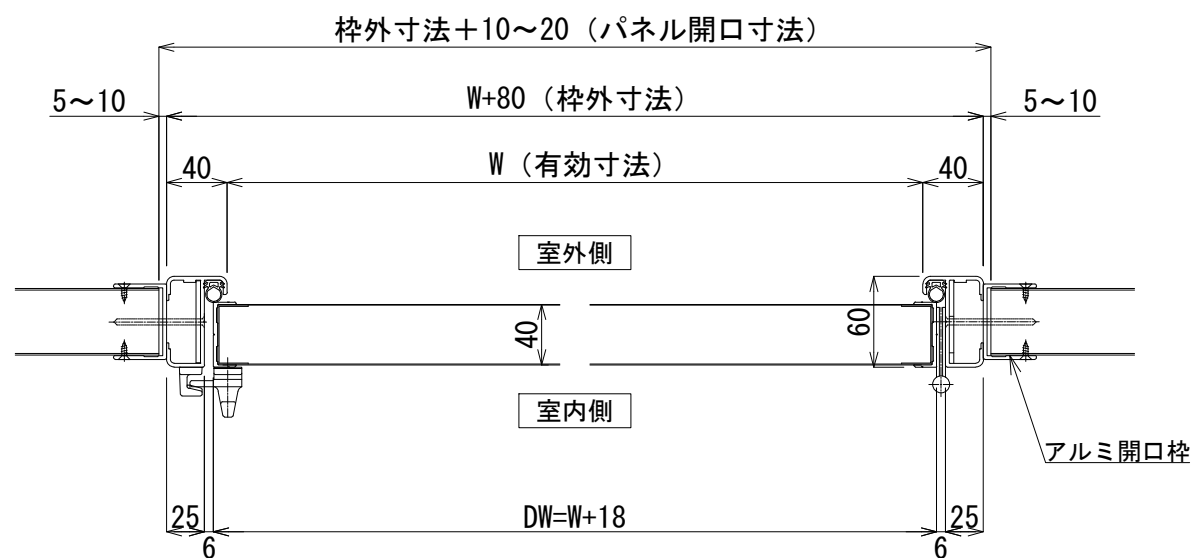 枠外寸法+10~20(パネル開口寸法)
5~10
W+80(枠外寸法)
5~10
40
W(有効寸法)
40
室外側
40
60
室内側
アルミ開口枠
25
6
DW=W+18
6
25